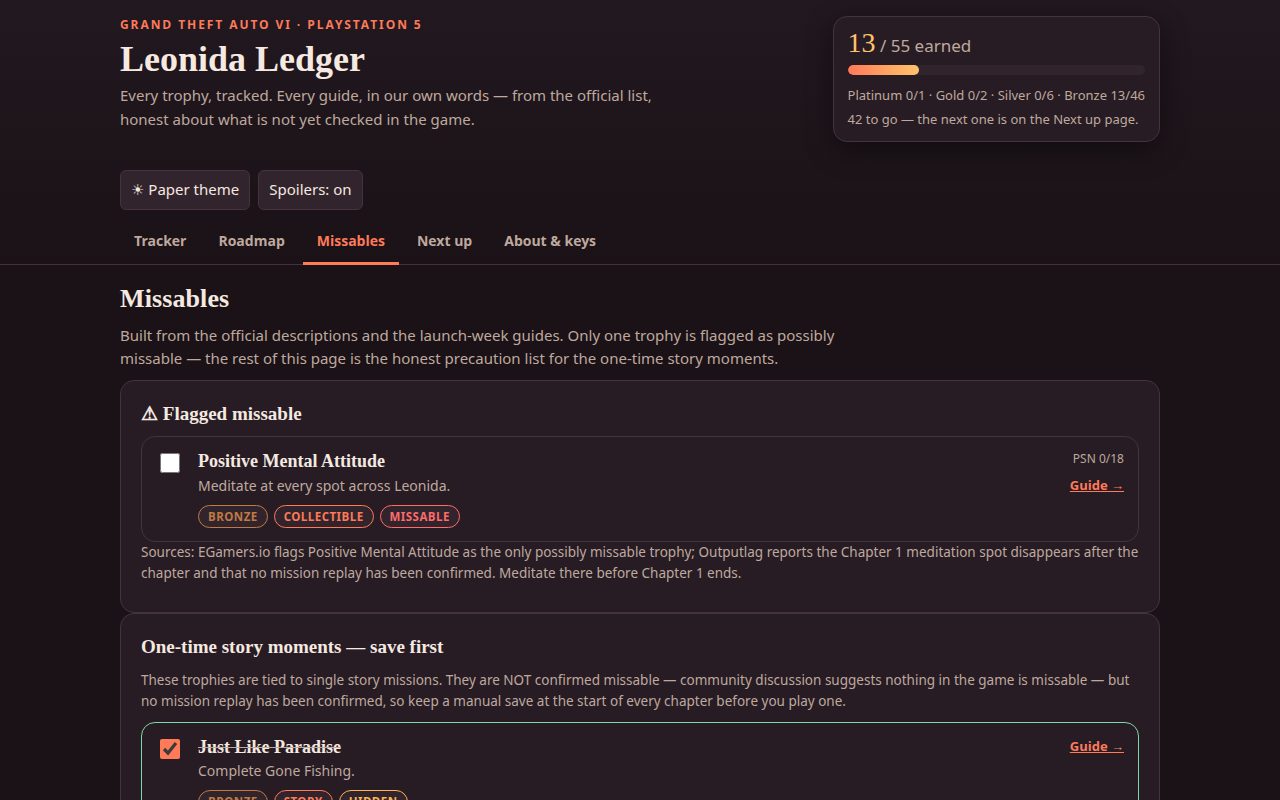 GRAND THEFT AUTO VI · PLAYSTATION 5
Leonida Ledger
Every trophy, tracked. Every guide, in our own words — from the official list,
honest about what is not yet checked in the game.
13 / 55 earned
Platinum 0/1 · Gold 0/2 · Silver 0/6 · Bronze 13/46
42 to go — the next one is on the Next up page.
☀ Paper theme
Spoilers: on
Tracker
Roadmap
Missables
Next up
About & keys
Missables
Built from the official descriptions and the launch-week guides. Only one trophy is flagged as possibly
missable — the rest of this page is the honest precaution list for the one-time story moments.
⚠ Flagged missable
Positive Mental Attitude
PSN 0/18
Meditate at every spot across Leonida.
Guide →
BRONZE
COLLECTIBLE
MISSABLE
Sources: EGamers.io flags Positive Mental Attitude as the only possibly missable trophy; Outputlag reports the Chapter 1 meditation spot disappears after the
chapter and that no mission replay has been confirmed. Meditate there before Chapter 1 ends.
One-time story moments — save first
These trophies are tied to single story missions. They are NOT confirmed missable — community discussion suggests nothing in the game is missable — but
no mission replay has been confirmed, so keep a manual save at the start of every chapter before you play one.
Just Like Paradise
Guide →
Complete Gone Fishing.
BRONZE
STORY
HIDDEN